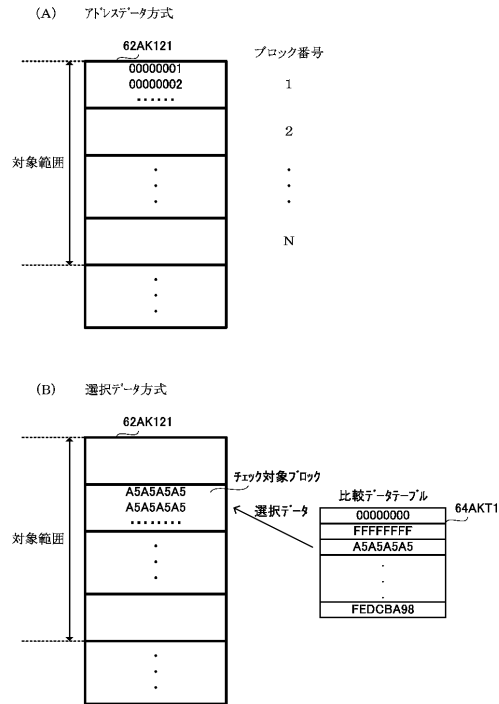 (A) アドレスデータ方式
62AK121
ブロック番号
00000001
00000002
・・・・・・
1
2
対象範囲
・
・
・
・
・
・
N
・
・
・
(B) 選択データ方式
62AK121
チェック対象ブロック
A5A5A5A5
A5A5A5A5
・・・・・・・・
選択データ
比較データテーブル
64AKT1
00000000
FFFFFFFF
A5A5A5A5
・
・
・
FEDCBA98
対象範囲
・
・
・
・
・
・